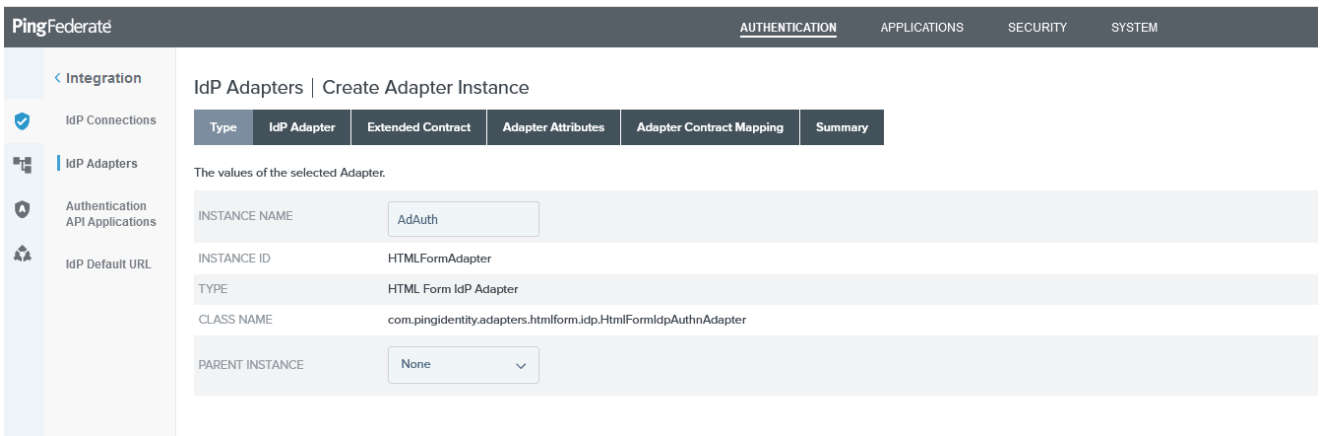 PingFederate
AUTHENTICATION APPLICATIONS SECURITY SYSTEM
Integration
IdP Connections
IdP Adapters
Authentication
API Applications
IdP Default URL
IdP Adapters | Create Adapter Instance
Type IdP Adapter Extended Contract Adapter Attributes Adapter Contract Mapping Summary
The values of the selected Adapter.
INSTANCE NAME AdAuth
INSTANCE ID HTMLFormAdapter
TYPE HTML Form IdP Adapter
CLASS NAME com.pingidentity.adapters.htmlform.idp.HtmlFormIdpAuthnAdapter
PARENT INSTANCE None